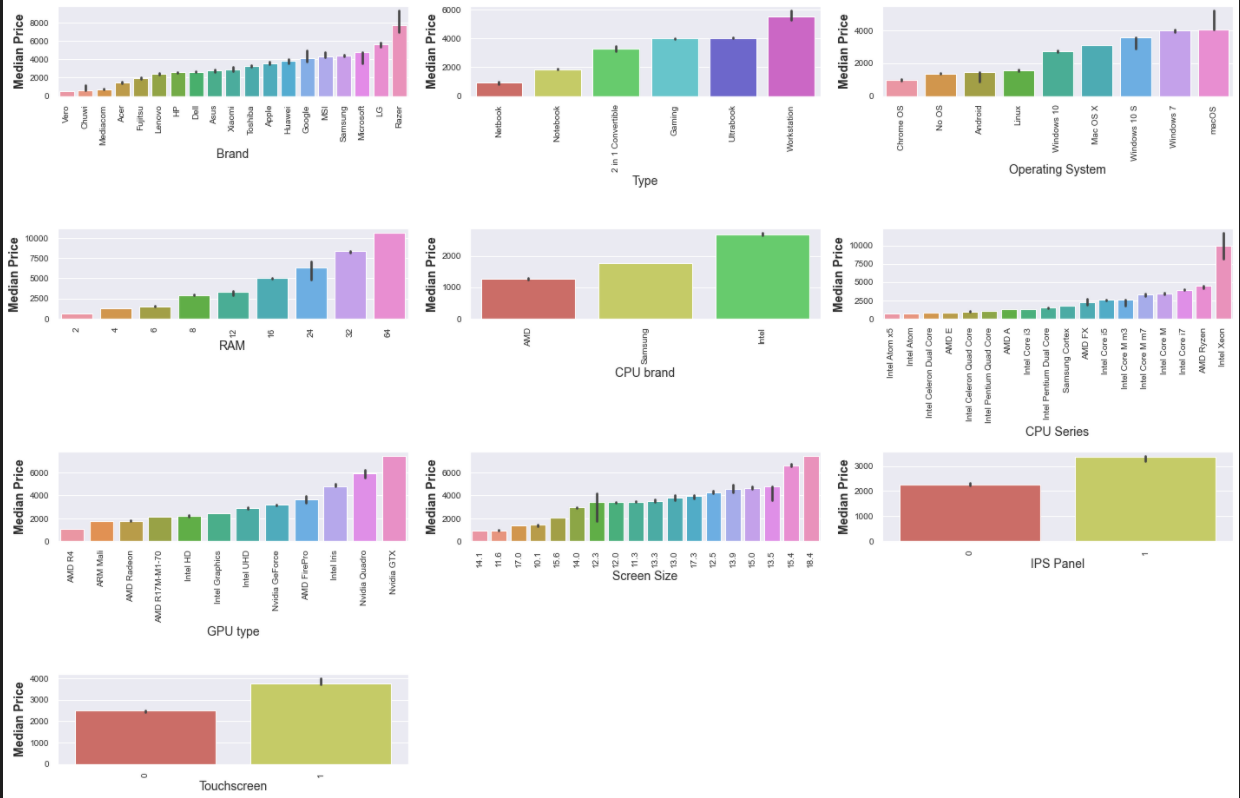 Median Price
8000
6000
4000
2000
0
Vero
Chuwi
Mediacom
Acer
Fujitsu
Lenovo
HP
Dell
Asus
Xiaomi
Toshiba
Apple
Huawei
Google
MSI
Samsung
Microsoft
LG
Razer
Brand
Median Price
6000
4000
2000
0
Netbook
Notebook
2 in 1 Convertible
Gaming
Ultrabook
Workstation
Type
Median Price
4000
2000
0
Chrome OS
No OS
Android
Linux
Windows 10
Mac OS X
Windows 10 S
Windows 7
macOS
Operating System
Median Price
10000
7500
5000
2500
0
2
4
6
8
12
16
24
32
64
RAM
Median Price
2000
1000
0
AMD
Samsung
Intel
CPU brand
Median Price
10000
7500
5000
2500
0
Intel Atom x5
Intel Atom
Intel Celeron Dual Core
AMD E
Intel Celeron Quad Core
Intel Pentium Quad Core
AMD A
Intel Core i3
Intel Pentium Dual Core
Samsung Cortex
AMD FX
Intel Core i5
Intel Core M m3
Intel Core M m7
Intel Core M
Intel Core i7
AMD Ryzen
Intel Xeon
CPU Series
Median Price
6000
4000
2000
0
AMD R4
ARM Mali
AMD Radeon
AMD R17M-M1-70
Intel HD
Intel Graphics
Intel UHD
Nvidia GeForce
AMD FirePro
Intel Iris
Nvidia Quadro
Nvidia GTX
GPU type
Median Price
6000
4000
2000
0
14.1
11.6
17.0
10.1
15.6
14.0
12.3
12.0
11.3
13.3
13.0
17.3
12.5
13.9
15.0
13.5
15.4
18.4
Screen Size
Median Price
3000
2000
1000
0
0
1
IPS Panel
Median Price
4000
3000
2000
1000
0
0
1
Touchscreen